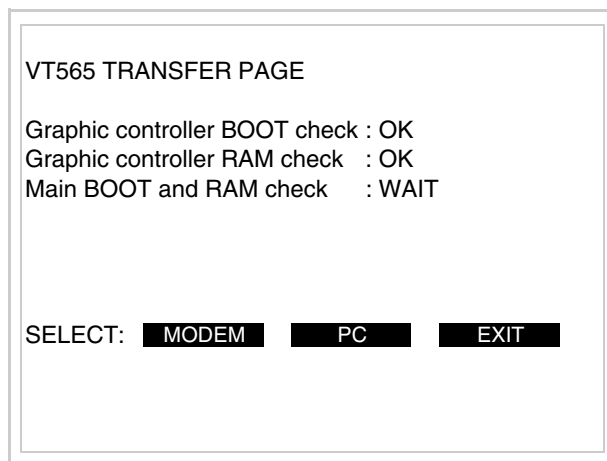 VT565 TRANSFER PAGE
Graphic controller BOOT check : OK
Graphic controller RAM check : OK
Main BOOT and RAM check : WAIT
SELECT: MODEM PC EXIT